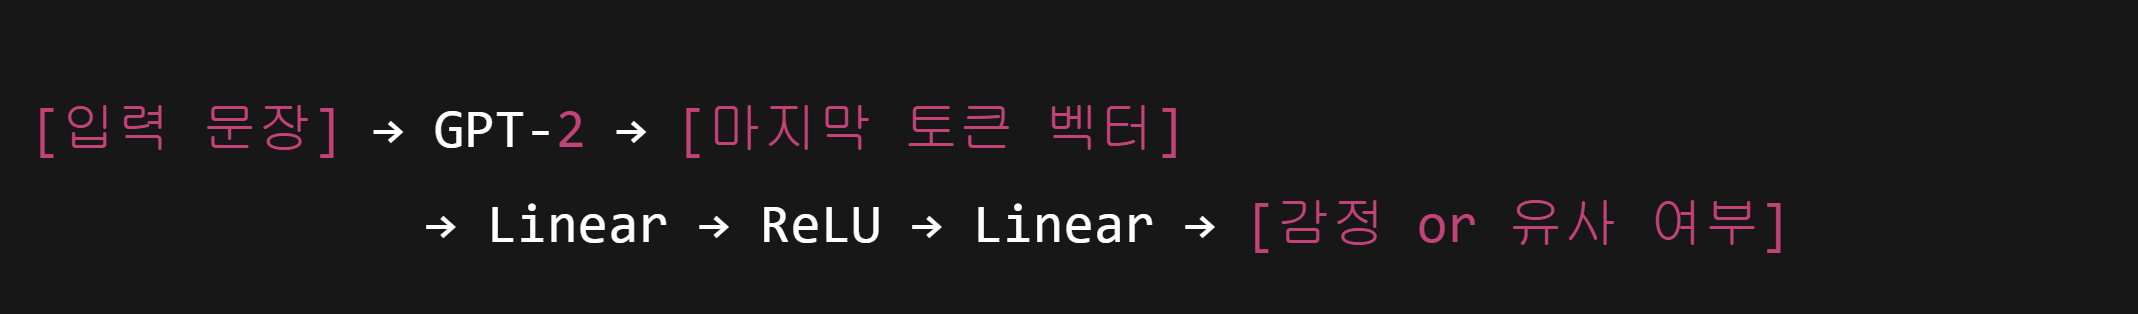 [입력 문장] → GPT-2 → [마지막 토큰 벡터]
→ Linear → ReLU → Linear → [감정 or 유사 여부]